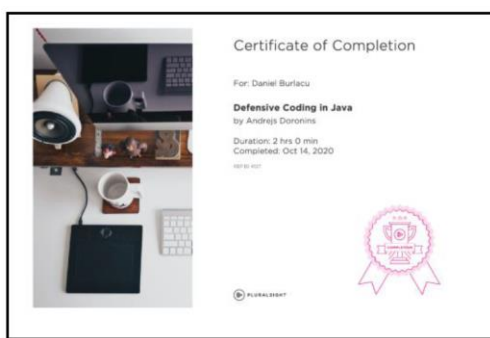 Certificate of Completion
For: Daniel Burlacu
Defensive Coding in Java
by Andrejs Doronins
Duration: 2 hrs 0 min
Completed: Oct 14, 2020
PLURALSIGHT
COMPLETION